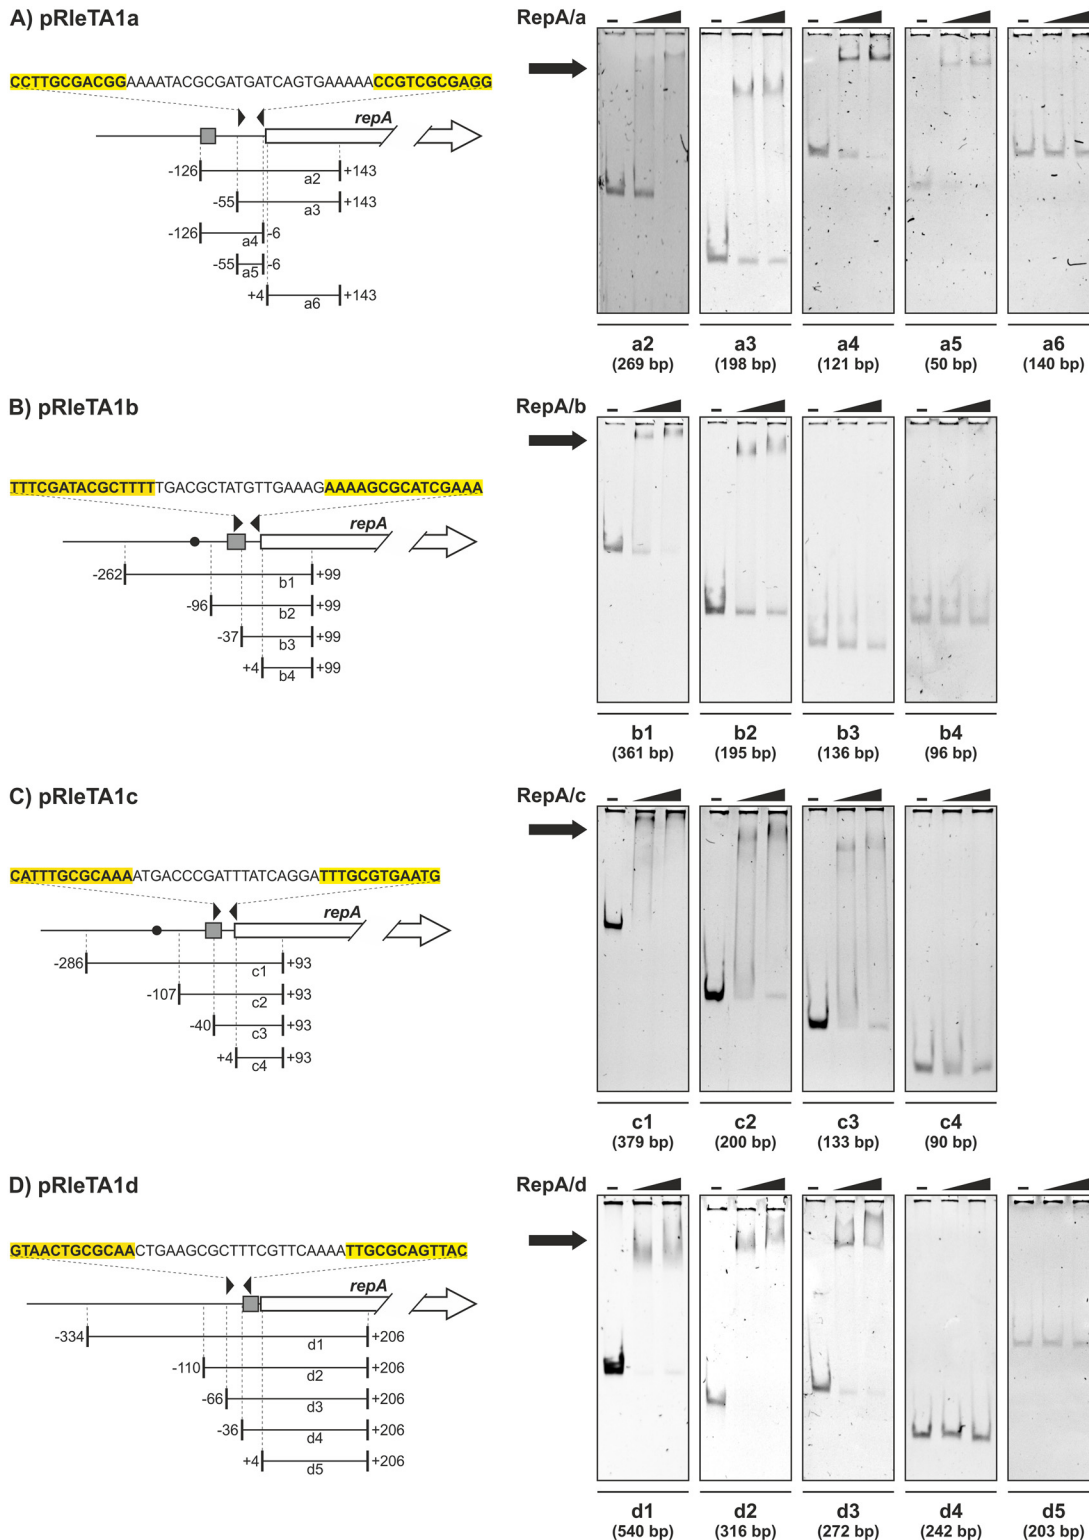 A) pRleTA1a
RepA/a
CCTTGCGACGGAAAATACGCGATGATCAGTGAAAAACCGTCGCGAGG
repA
-126 a2 +143
-55 a3 +143
-126 a4 -6
-55 a5 -6
+4 a6 +143
a2 a3 a4 a5 a6
(269 bp) (198 bp) (121 bp) (50 bp) (140 bp)
B) pRleTA1b
RepA/b
TTTCGATACGCTTTTTGACGCTATGTTGAAAGAAAAGCGCATCGAAA
repA
-262 b1 +99
-96 b2 +99
-37 b3 +99
+4 b4 +99
b1 b2 b3 b4
(361 bp) (195 bp) (136 bp) (96 bp)
C) pRleTA1c
RepA/c
CATTTGCGCAAAATGACCCGATTTATCAGGATTTGCGTGAATG
repA
-286 c1 +93
-107 c2 +93
-40 c3 +93
+4 c4 +93
c1 c2 c3 c4
(379 bp) (200 bp) (133 bp) (90 bp)
D) pRleTA1d
RepA/d
GTAACTGCGCAACTGAAGCGCTTTCGTTCAAAATTGCGCAGTTAC
repA
-334 d1 +206
-110 d2 +206
-66 d3 +206
-36 d4 +206
+4 d5 +206
d1 d2 d3 d4 d5
(540 bp) (316 bp) (272 bp) (242 bp) (203 bp)